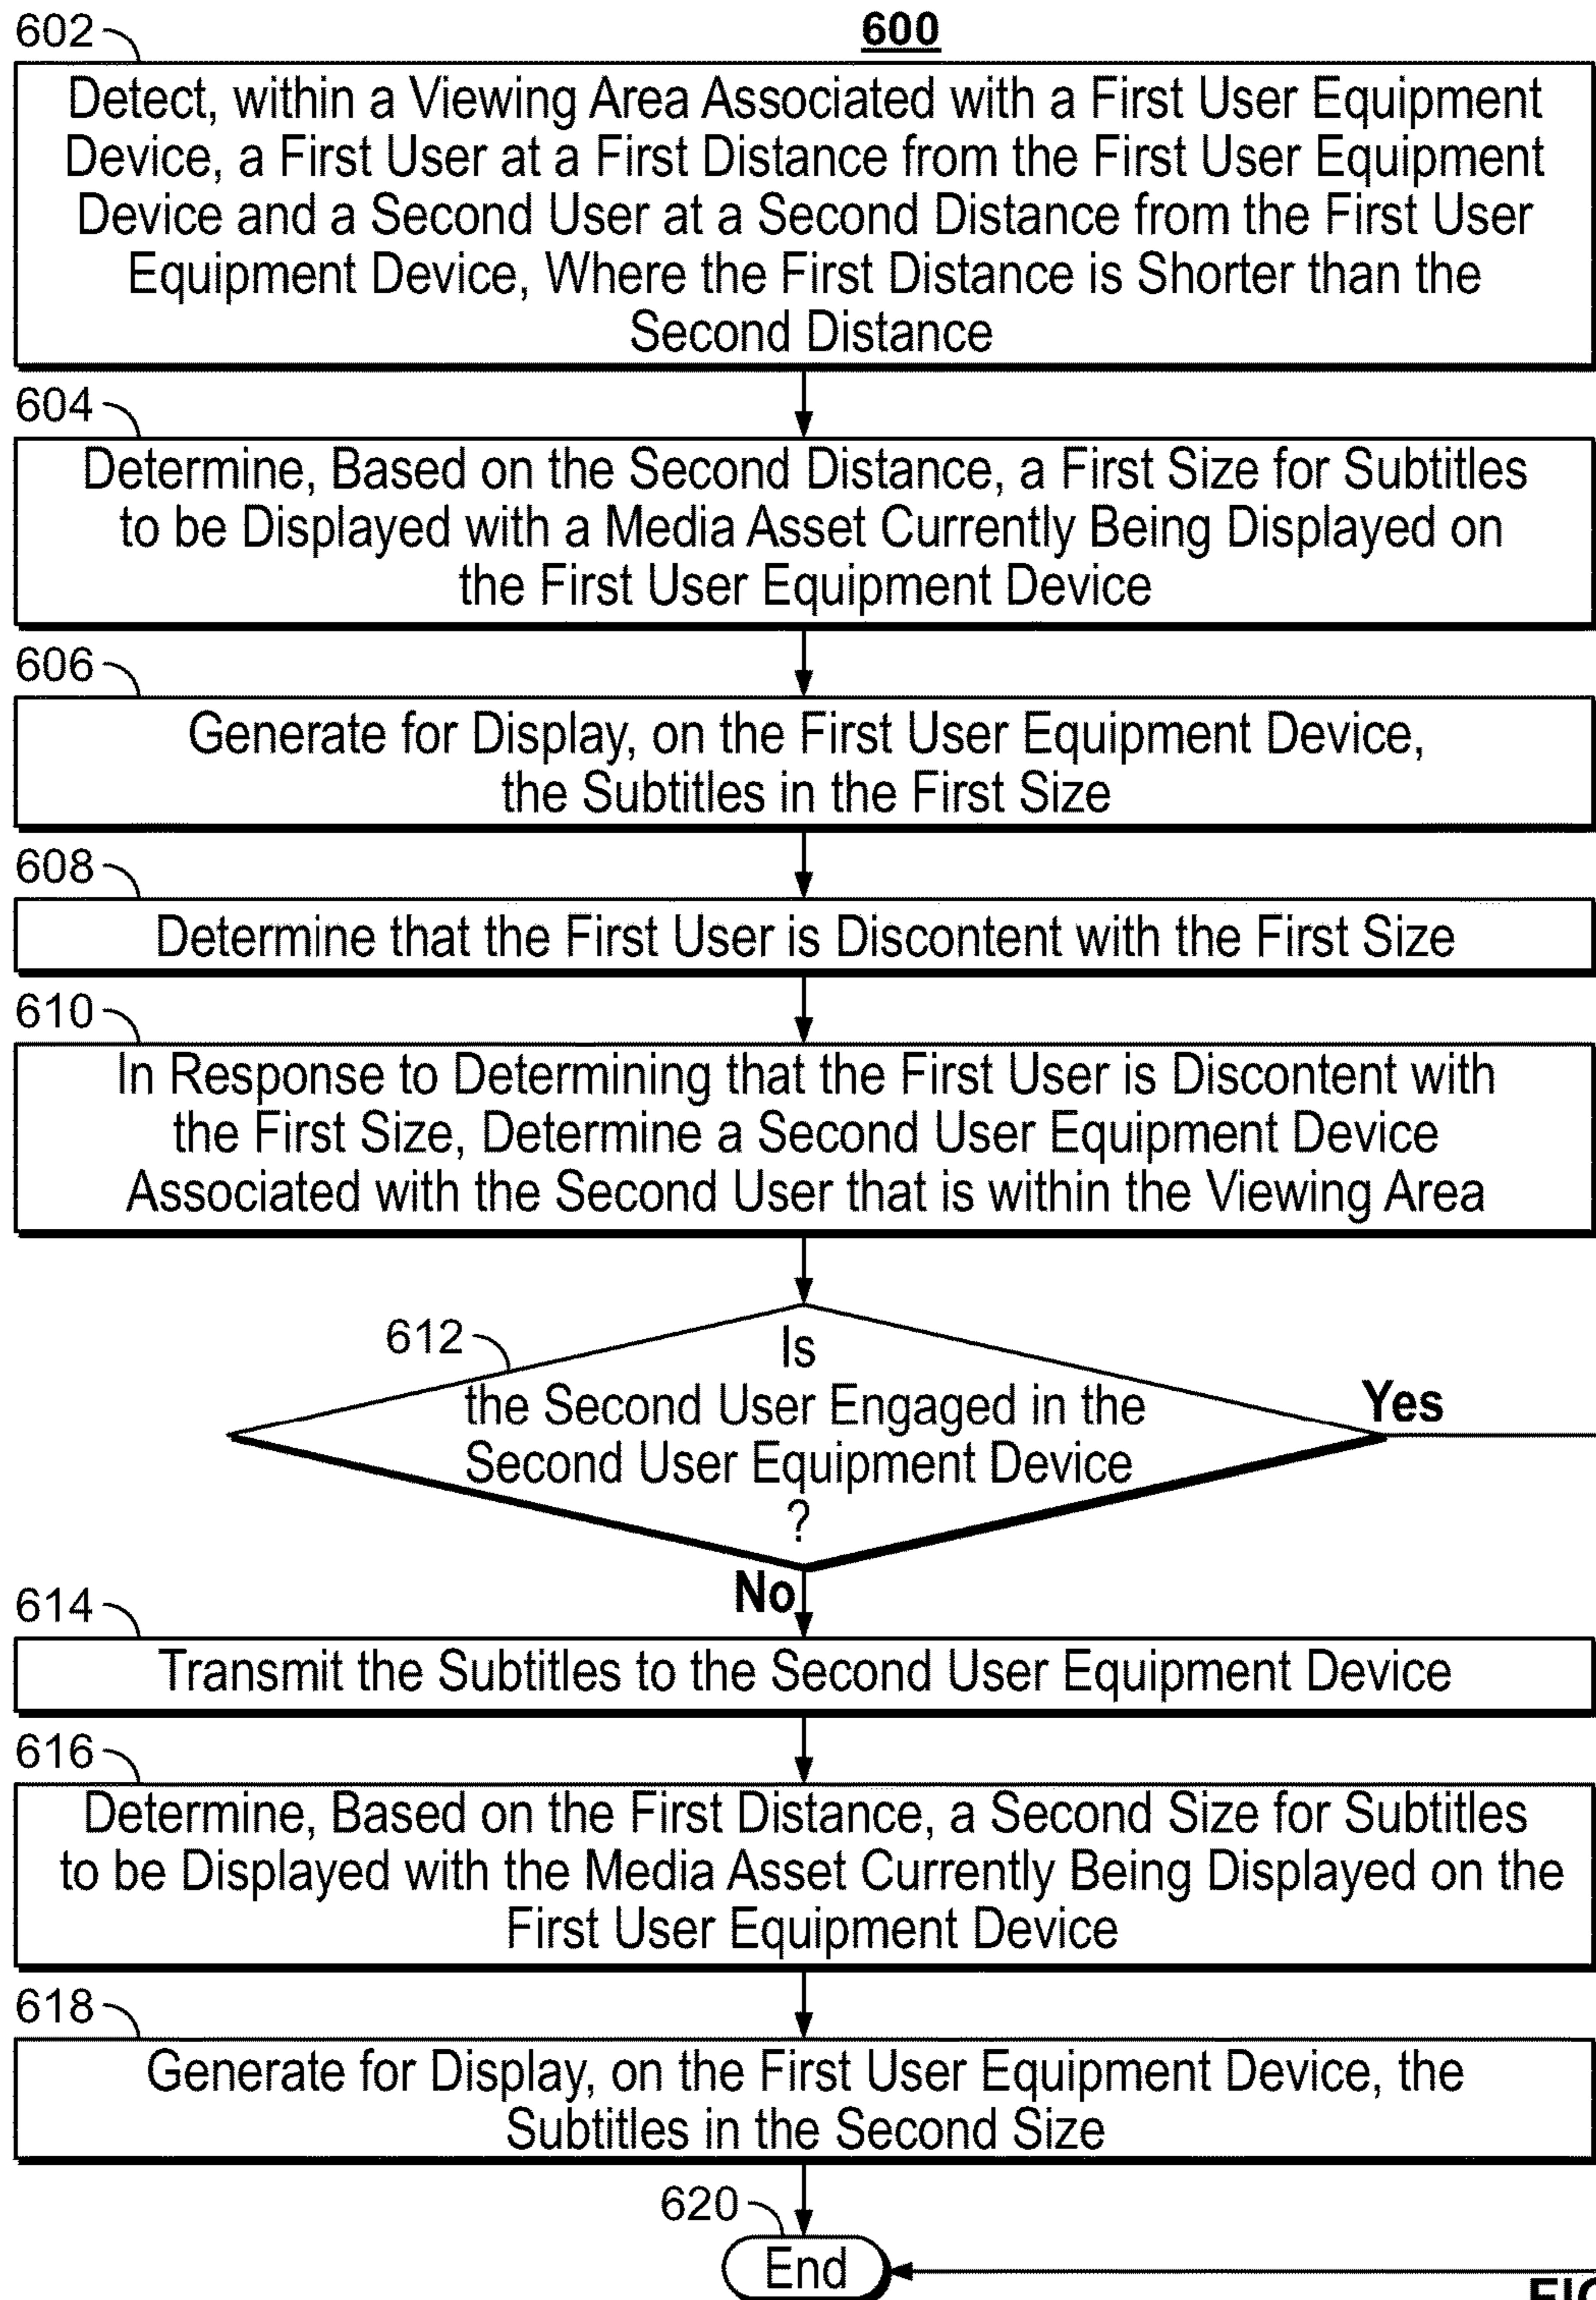 600
602
Detect, within a Viewing Area Associated with a First User Equipment
Device, a First User at a First Distance from the First User Equipment
Device and a Second User at a Second Distance from the First User
Equipment Device, Where the First Distance is Shorter than the
Second Distance
604
Determine, Based on the Second Distance, a First Size for Subtitles
to be Displayed with a Media Asset Currently Being Displayed on
the First User Equipment Device
606
Generate for Display, on the First User Equipment Device,
the Subtitles in the First Size
608
Determine that the First User is Discontent with the First Size
610
In Response to Determining that the First User is Discontent with
the First Size, Determine a Second User Equipment Device
Associated with the Second User that is within the Viewing Area
612
Is
the Second User Engaged in the
Second User Equipment Device
?
Yes
No
614
Transmit the Subtitles to the Second User Equipment Device
616
Determine, Based on the First Distance, a Second Size for Subtitles
to be Displayed with the Media Asset Currently Being Displayed on the
First User Equipment Device
618
Generate for Display, on the First User Equipment Device, the
Subtitles in the Second Size
620
End